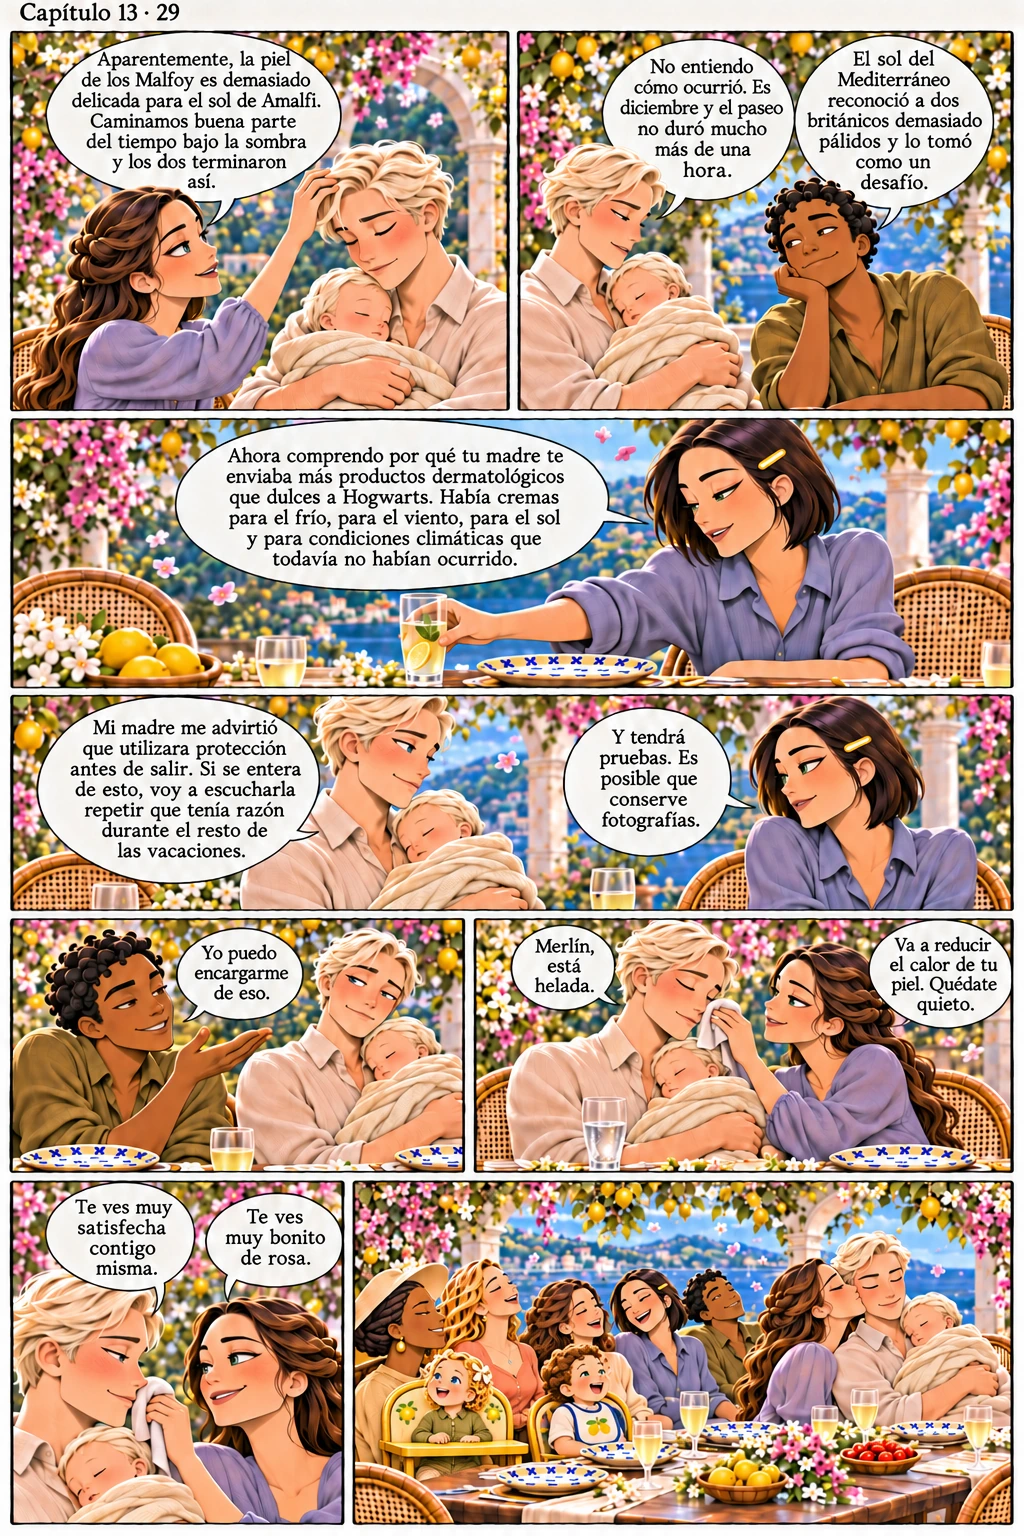 Capítulo 13 · 29
Aparentemente, la piel
de los Malfoy es demasiado
delicada para el sol de Amalfi.
Caminamos buena parte
del tiempo bajo la sombra
y los dos terminaron
así.
No entiendo
cómo ocurrió. Es
diciembre y el paseo
no duró mucho
más de una
hora.
El sol del
Mediterráneo
reconoció a dos
británicos demasiado
pálidos y lo tomó
como un
desafío.
Ahora comprendo por qué tu madre te
enviaba más productos dermatológicos
que dulces a Hogwarts. Había cremas
para el frío, para el viento, para el sol
y para condiciones climáticas que
todavía no habían ocurrido.
Mi madre me advirtió
que utilizara protección
antes de salir. Si se entera
de esto, voy a escucharla
repetir que tenía razón
durante el resto de
las vacaciones.
Y tendrá
pruebas. Es
posible que
conserve
fotografías.
Yo puedo
encargarme
de eso.
Merlín,
está
helada.
Va a reducir
el calor de tu
piel. Quédate
quieto.
Te ves muy
satisfecha
contigo
misma.
Te ves
muy bonito
de rosa.